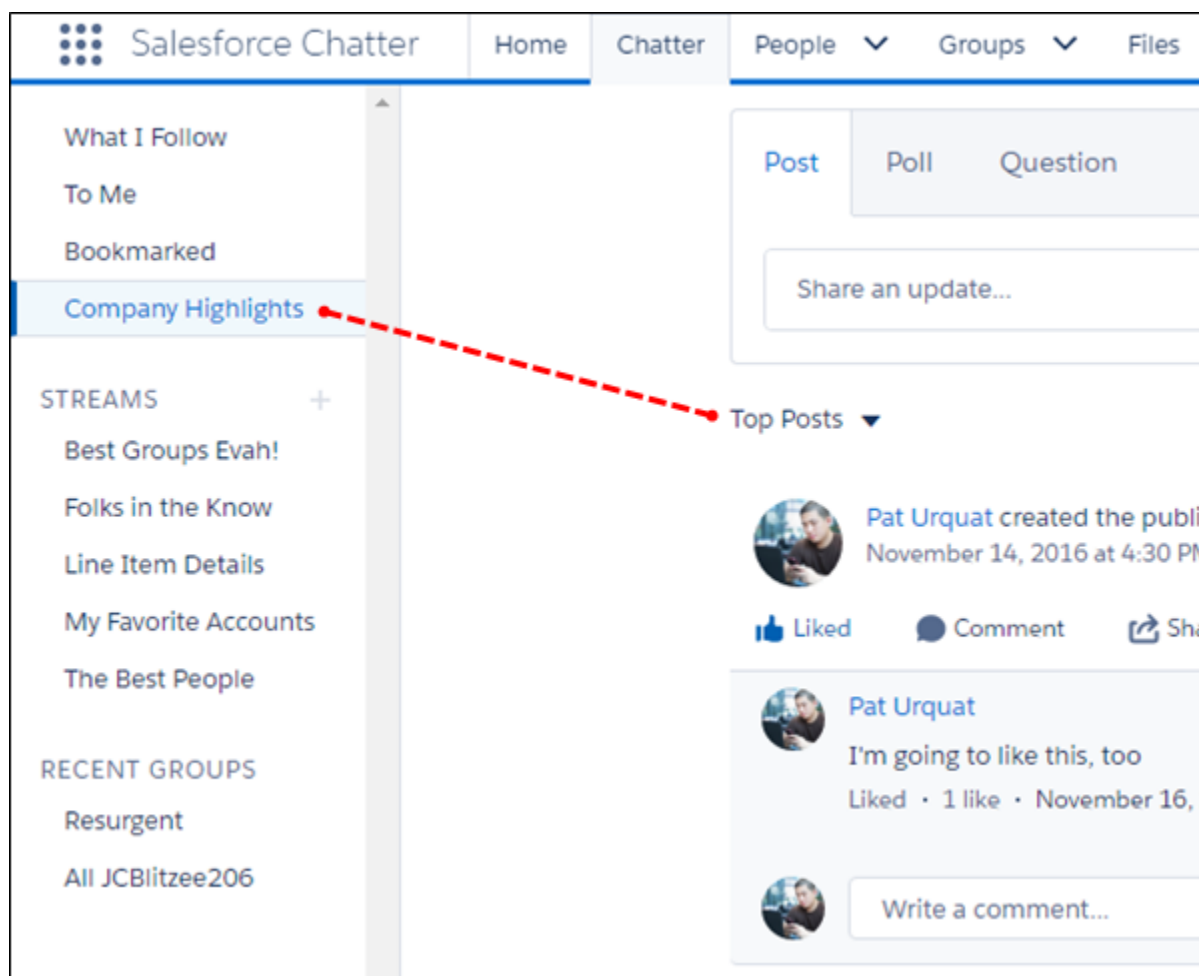 Salesforce Chatter Home Chatter People Groups Files
What I Follow
To Me
Bookmarked
Company Highlights
STREAMS
Best Groups Evah!
Folks in the Know
Line Item Details
My Favorite Accounts
The Best People
RECENT GROUPS
Resurgent
All JCBlitzee206
Post Poll Question
Share an update...
Top Posts
Pat Urquat created the publi
November 14, 2016 at 4:30 PM
Liked Comment Sha
Pat Urquat
I'm going to like this, too
Liked · 1 like · November 16,
Write a comment...